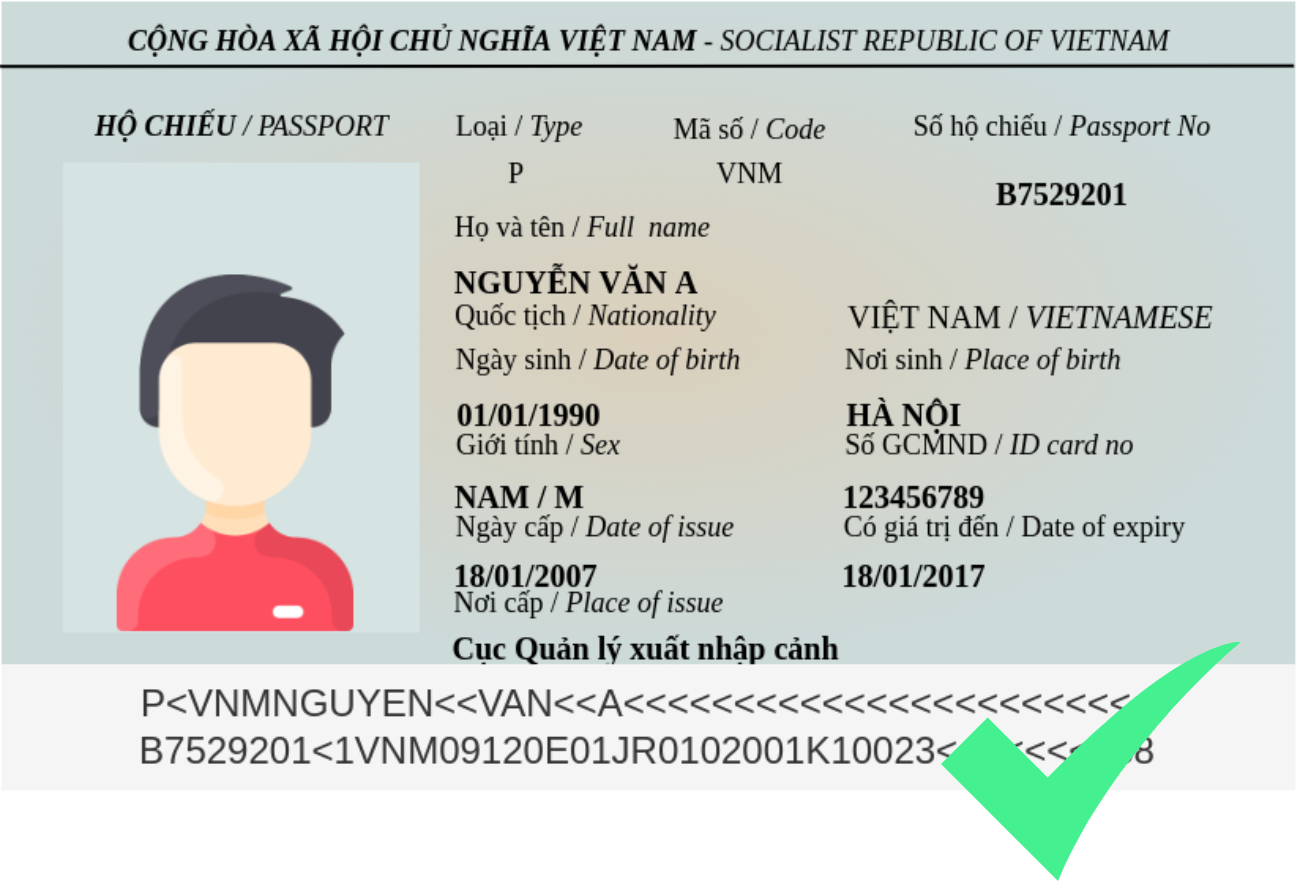 CỘNG HÒA XÃ HỘI CHỦ NGHĨA VIỆT NAM - SOCIALIST REPUBLIC OF VIETNAM
HỘ CHIẾU / PASSPORT
Loại / Type
Mã số / Code
Số hộ chiếu / Passport No
P
VNM
B7529201
Họ và tên / Full name
NGUYỄN VĂN A
Quốc tịch / Nationality
VIỆT NAM / VIETNAMESE
Ngày sinh / Date of birth
Nơi sinh / Place of birth
01/01/1990
HÀ NỘI
Giới tính / Sex
Số GCMND / ID card no
NAM / M
123456789
Ngày cấp / Date of issue
Có giá trị đến / Date of expiry
18/01/2007
18/01/2017
Nơi cấp / Place of issue
Cục Quản lý xuất nhập cảnh
P<VNMNGUYEN<<VAN<<A<<<<<<<<<<<<<<<<<<<<<<<
B7529201<1VNM09120E01JR0102001K10023<